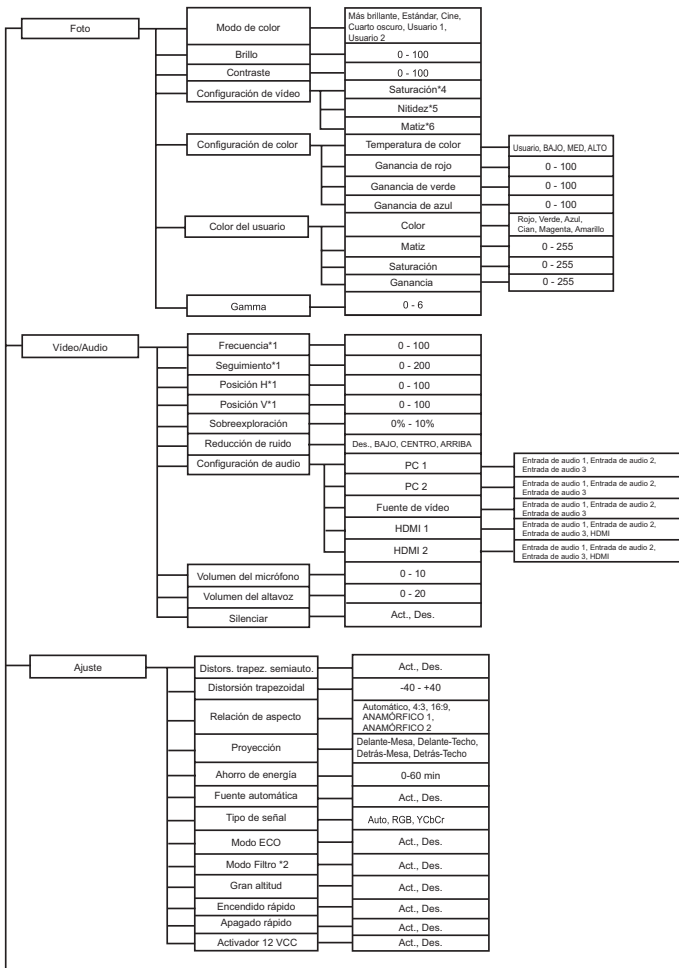 Foto
Modo de color
Más brillante, Estándar, Cine,
Cuarto oscuro, Usuario 1,
Usuario 2
Brillo
0 - 100
Contraste
0 - 100
Configuración de vídeo
Saturación*4
Nitidez*5
Matiz*6
Configuración de color
Temperatura de color
Usuario, BAJO, MED, ALTO
Ganancia de rojo
0 - 100
Ganancia de verde
0 - 100
Ganancia de azul
0 - 100
Color del usuario
Color
Rojo, Verde, Azul,
Cian, Magenta, Amarillo
Matiz
0 - 255
Saturación
0 - 255
Ganancia
0 - 255
Gamma
0 - 6
Vídeo/Audio
Frecuencia*1
0 - 100
Seguimiento*1
0 - 200
Posición H*1
0 - 100
Posición V*1
0 - 100
Sobreexploración
0% - 10%
Reducción de ruido
Des., BAJO, CENTRO, ARRIBA
Configuración de audio
PC 1
Entrada de audio 1, Entrada de audio 2,
Entrada de audio 3
PC 2
Entrada de audio 1, Entrada de audio 2,
Entrada de audio 3
Fuente de vídeo
Entrada de audio 1, Entrada de audio 2,
Entrada de audio 3
HDMI 1
Entrada de audio 1, Entrada de audio 2,
Entrada de audio 3, HDMI
HDMI 2
Entrada de audio 1, Entrada de audio 2,
Entrada de audio 3, HDMI
Volumen del micrófono
0 - 10
Volumen del altavoz
0 - 20
Silenciar
Act., Des.
Ajuste
Distors. trapez. semiauto.
Act., Des.
Distorsión trapezoidal
-40 - +40
Relación de aspecto
Automático, 4:3, 16:9,
ANAMÓRFICO 1,
ANAMÓRFICO 2
Proyección
Delante-Mesa, Delante-Techo,
Detrás-Mesa, Detrás-Techo
Ahorro de energía
0-60 min
Fuente automática
Act., Des.
Tipo de señal
Auto, RGB, YCbCr
Modo ECO
Act., Des.
Modo Filtro *2
Act., Des.
Gran altitud
Act., Des.
Encendido rápido
Act., Des.
Apagado rápido
Act., Des.
Activador 12 VCC
Act., Des.